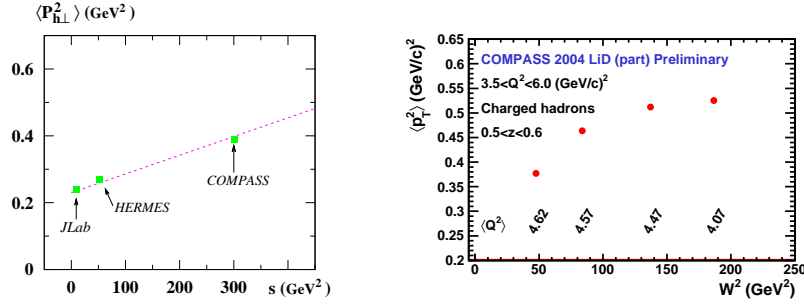 ⟨P²h⊥⟩ (GeV²)
0.6
0.4
0.2
0
COMPASS
HERMES
JLab
0 100 200 300 s (GeV²)
⟨p²T⟩ (GeV/c)²
0.65
0.6
0.55
0.5
0.45
0.4
0.35
0.3
0.25
0.2
COMPASS 2004 LiD (part) Preliminary
3.5<Q²<6.0 (GeV/c)²
Charged hadrons
0.5<z<0.6
⟨Q²⟩ 4.62 4.57 4.47 4.07
0 50 100 150 200 250
W² (GeV²)